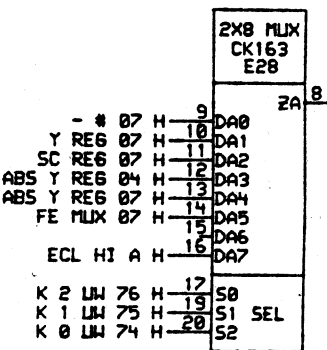 2X8 MUX
CK163
E28
ZA 8
- # 07 H 9 DA0
Y REG 07 H 10 DA1
SC REG 07 H 11 DA2
ABS Y REG 04 H 12 DA3
ABS Y REG 07 H 13 DA4
FE MUX 07 H 14 DA5
15 DA6
ECL HI A H 16 DA7
K 2 UW 76 H 17 S0
K 1 UW 75 H 19 S1 SEL
K 0 UW 74 H 20 S2